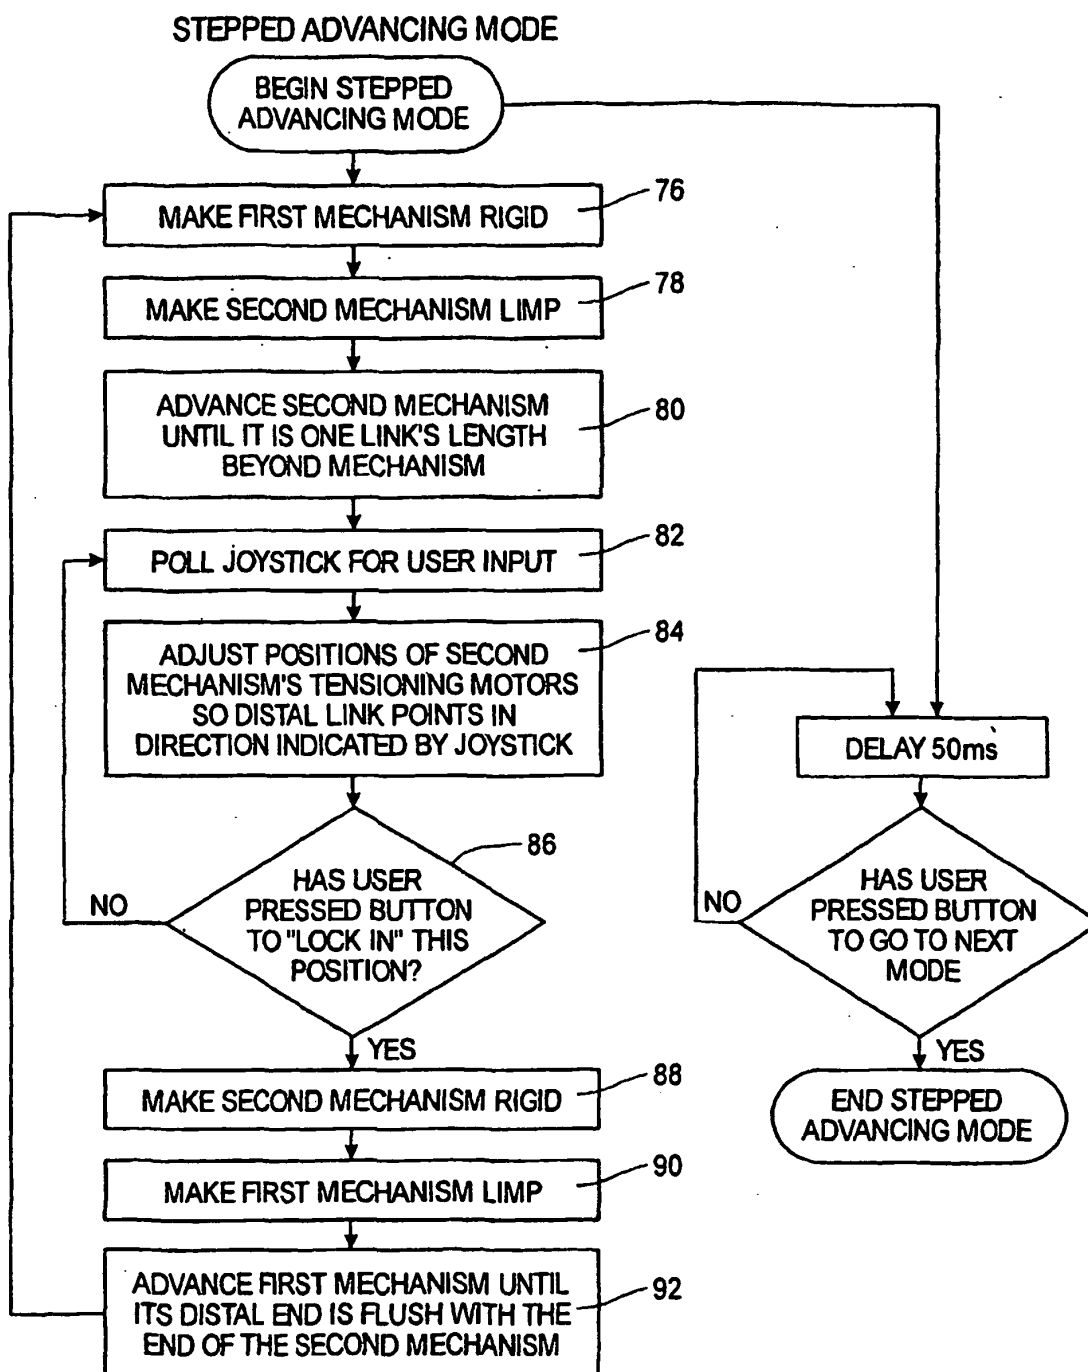 STEPPED ADVANCING MODE
BEGIN STEPPED
ADVANCING MODE
MAKE FIRST MECHANISM RIGID
76
MAKE SECOND MECHANISM LIMP
78
ADVANCE SECOND MECHANISM
UNTIL IT IS ONE LINK'S LENGTH
BEYOND MECHANISM
80
POLL JOYSTICK FOR USER INPUT
82
ADJUST POSITIONS OF SECOND
MECHANISM'S TENSIONING MOTORS
SO DISTAL LINK POINTS IN
DIRECTION INDICATED BY JOYSTICK
84
HAS USER
PRESSED BUTTON
TO "LOCK IN" THIS
POSITION?
86
NO
YES
MAKE SECOND MECHANISM RIGID
88
MAKE FIRST MECHANISM LIMP
90
ADVANCE FIRST MECHANISM UNTIL
ITS DISTAL END IS FLUSH WITH THE
END OF THE SECOND MECHANISM
92
DELAY 50ms
HAS USER
PRESSED BUTTON
TO GO TO NEXT
MODE
NO
YES
END STEPPED
ADVANCING MODE